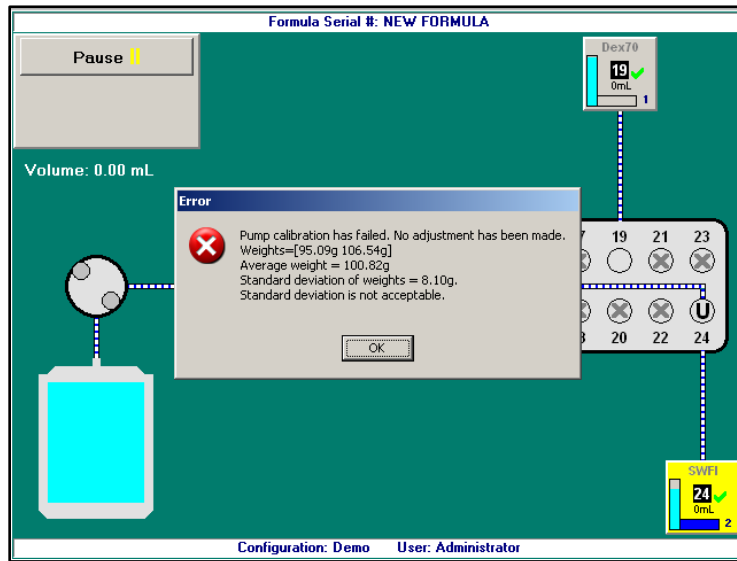 Formula Serial #: NEW FORMULA
Pause
Dex70
19
0mL
1
Volume: 0.00 mL
Error
Pump calibration has failed. No adjustment has been made.
Weights=[95.09g 106.54g]
Average weight = 100.82g
Standard deviation of weights = 8.10g.
Standard deviation is not acceptable.
OK
19 21 23
U
20 22 24
SWFI
24
0mL
2
Configuration: Demo User: Administrator